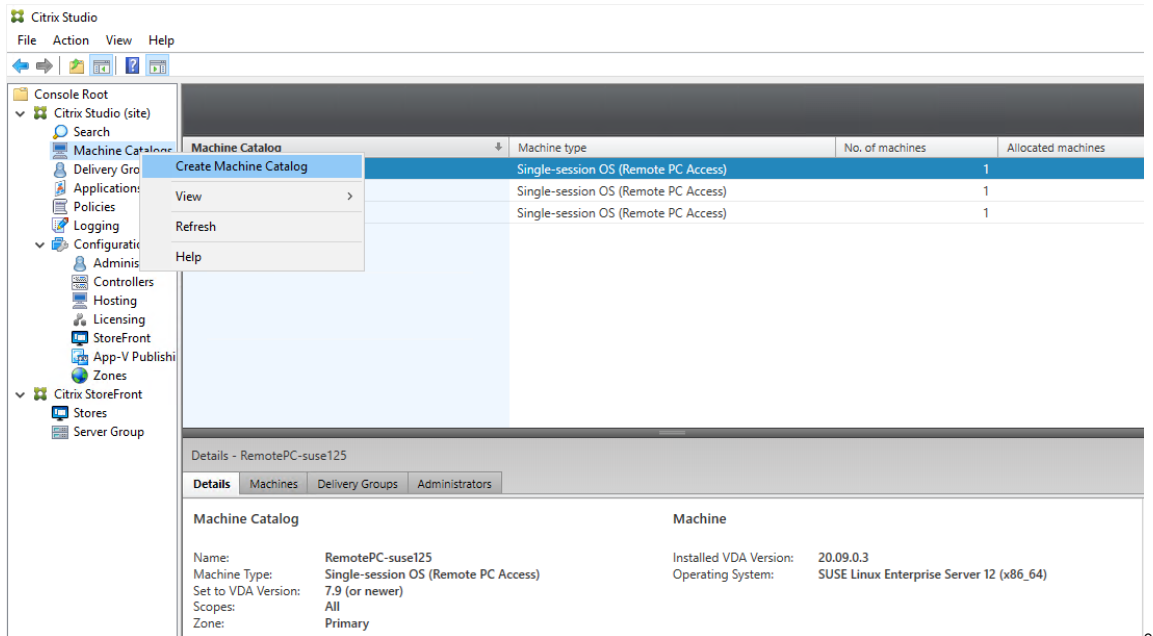 Citrix Studio
File Action View Help
Console Root
Citrix Studio (site)
Search
Machine Catalogs
Delivery Gro
Applications
Policies
Logging
Configuratio
Adminis
Controllers
Hosting
Licensing
StoreFront
App-V Publishi
Zones
Citrix StoreFront
Stores
Server Group
Create Machine Catalog
View
Refresh
Help
Machine Catalog Machine type No. of machines Allocated machines
Single-session OS (Remote PC Access) 1
Single-session OS (Remote PC Access) 1
Single-session OS (Remote PC Access) 1
Details - RemotePC-suse125
Details Machines Delivery Groups Administrators
Machine Catalog Machine
Name: RemotePC-suse125 Installed VDA Version: 20.09.0.3
Machine Type: Single-session OS (Remote PC Access) Operating System: SUSE Linux Enterprise Server 12 (x86_64)
Set to VDA Version: 7.9 (or newer)
Scopes: All
Zone: Primary